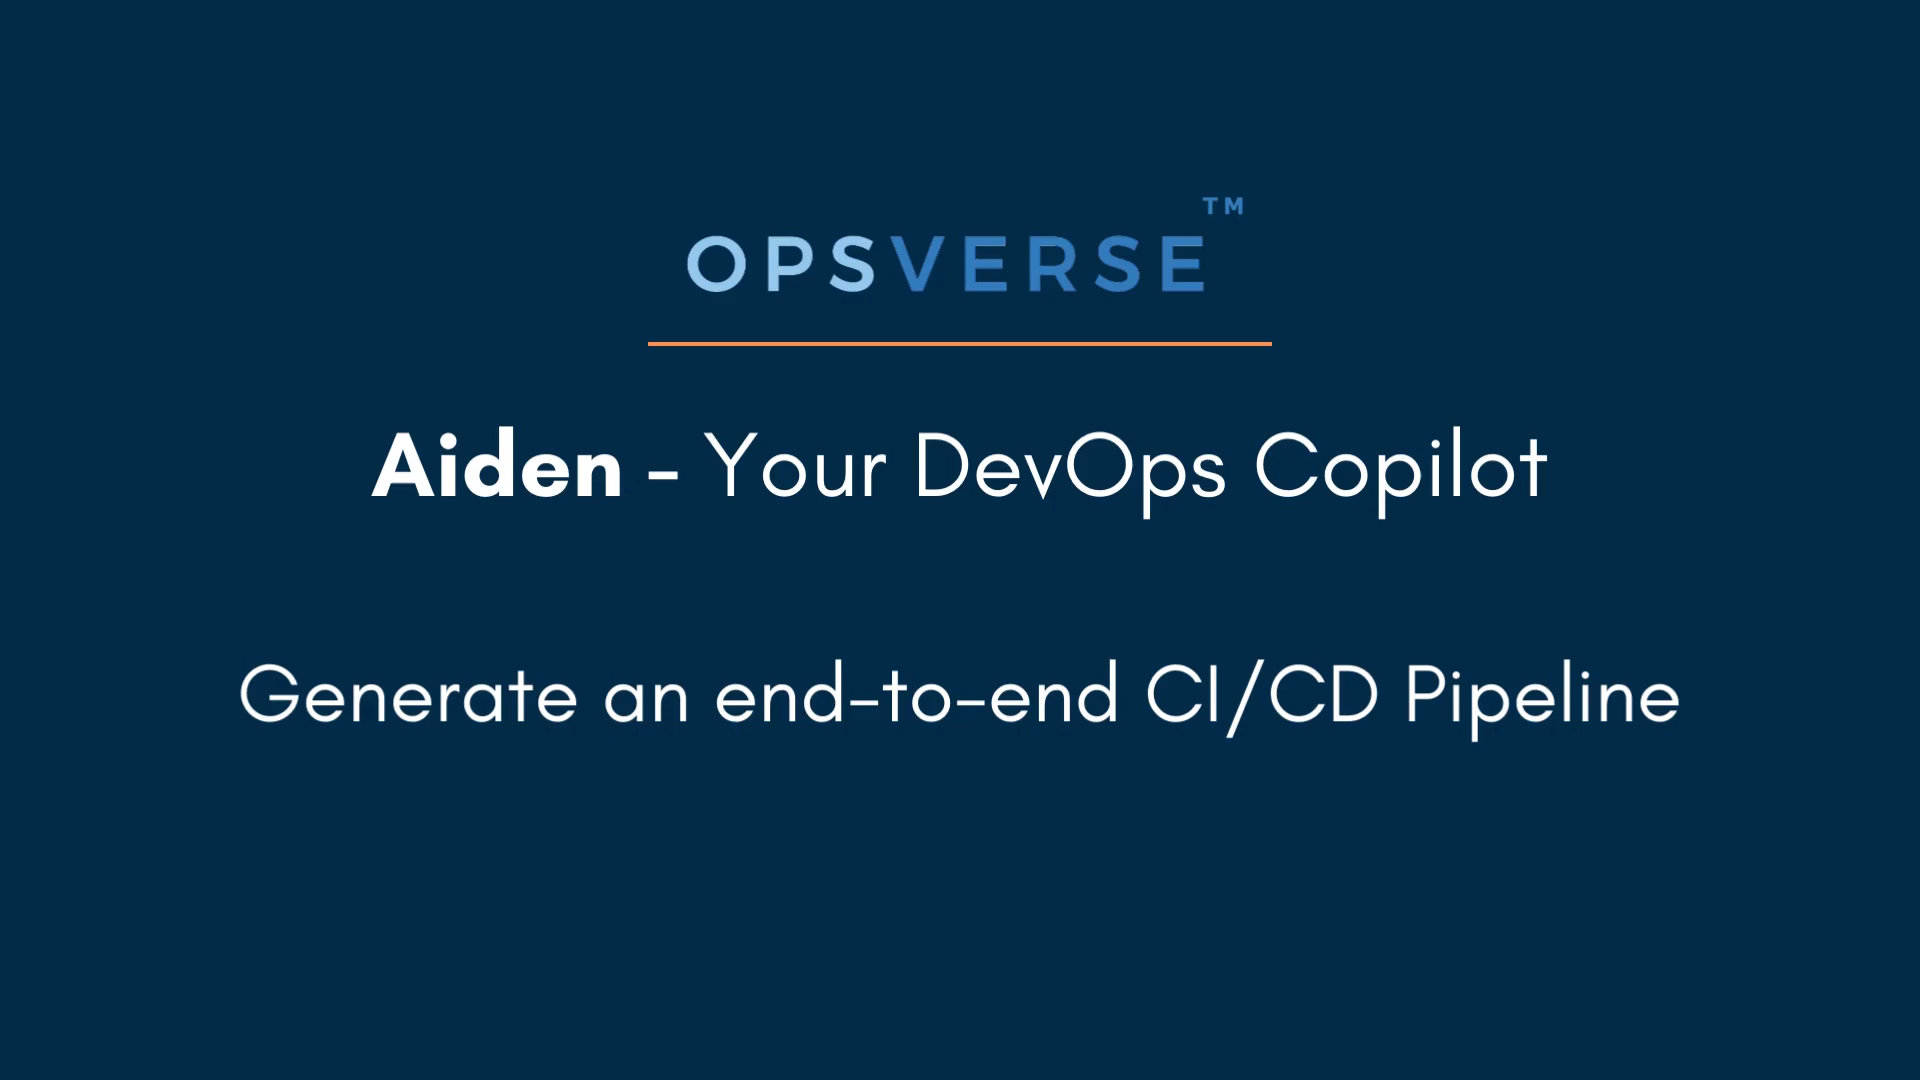 OPSVERSE™
Aiden - Your DevOps Copilot
Generate an end-to-end CI/CD Pipeline